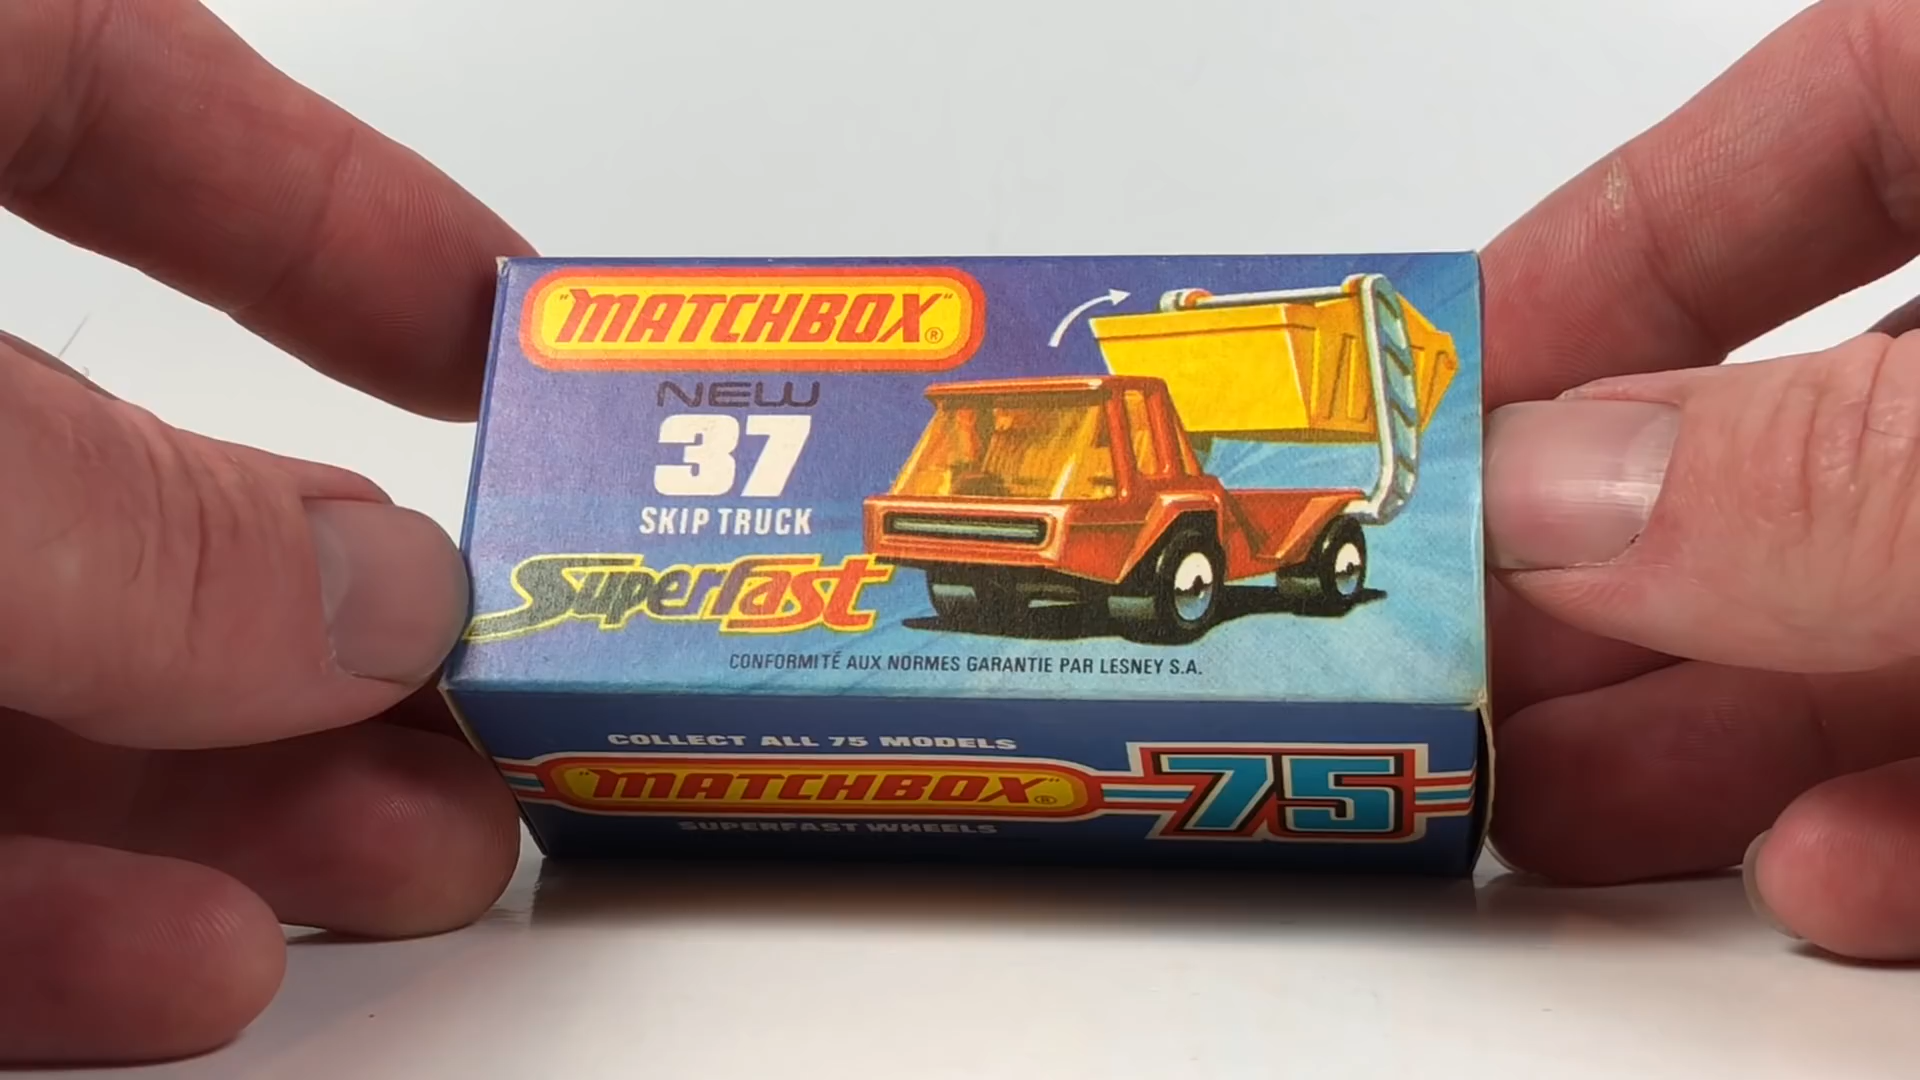 "MATCHBOX"®
NEW
37
SKIP TRUCK
Superfast
CONFORMITÉ AUX NORMES GARANTIE PAR LESNEY S.A.
COLLECT ALL 75 MODELS
"MATCHBOX"® 75
SUPERFAST WHEELS